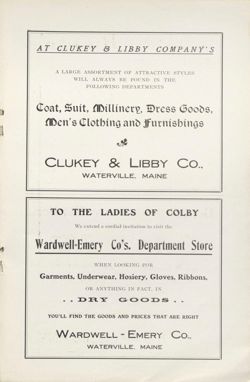 AT CLUKEY & LIBBY COMPANY'S
A LARGE ASSORTMENT OF ATTRACTIVE STYLES
WILL ALWAYS BE FOUND IN THE
FOLLOWING DEPARTMENTS
Coat, Suit, Millinery, Dress Goods,
Men's Clothing and Furnishings
CLUKEY & LIBBY CO.,
WATERVILLE, MAINE
TO THE LADIES OF COLBY
We extend a cordial invitation to visit the
Wardwell-Emery Co's. Department Store
WHEN LOOKING FOR
Garments, Underwear, Hosiery, Gloves, Ribbons,
OR ANYTHING IN FACT, IN
. . DRY GOODS . .
YOU'LL FIND THE GOODS AND PRICES THAT ARE RIGHT
WARDWELL - EMERY CO.
WATERVILLE, MAINE